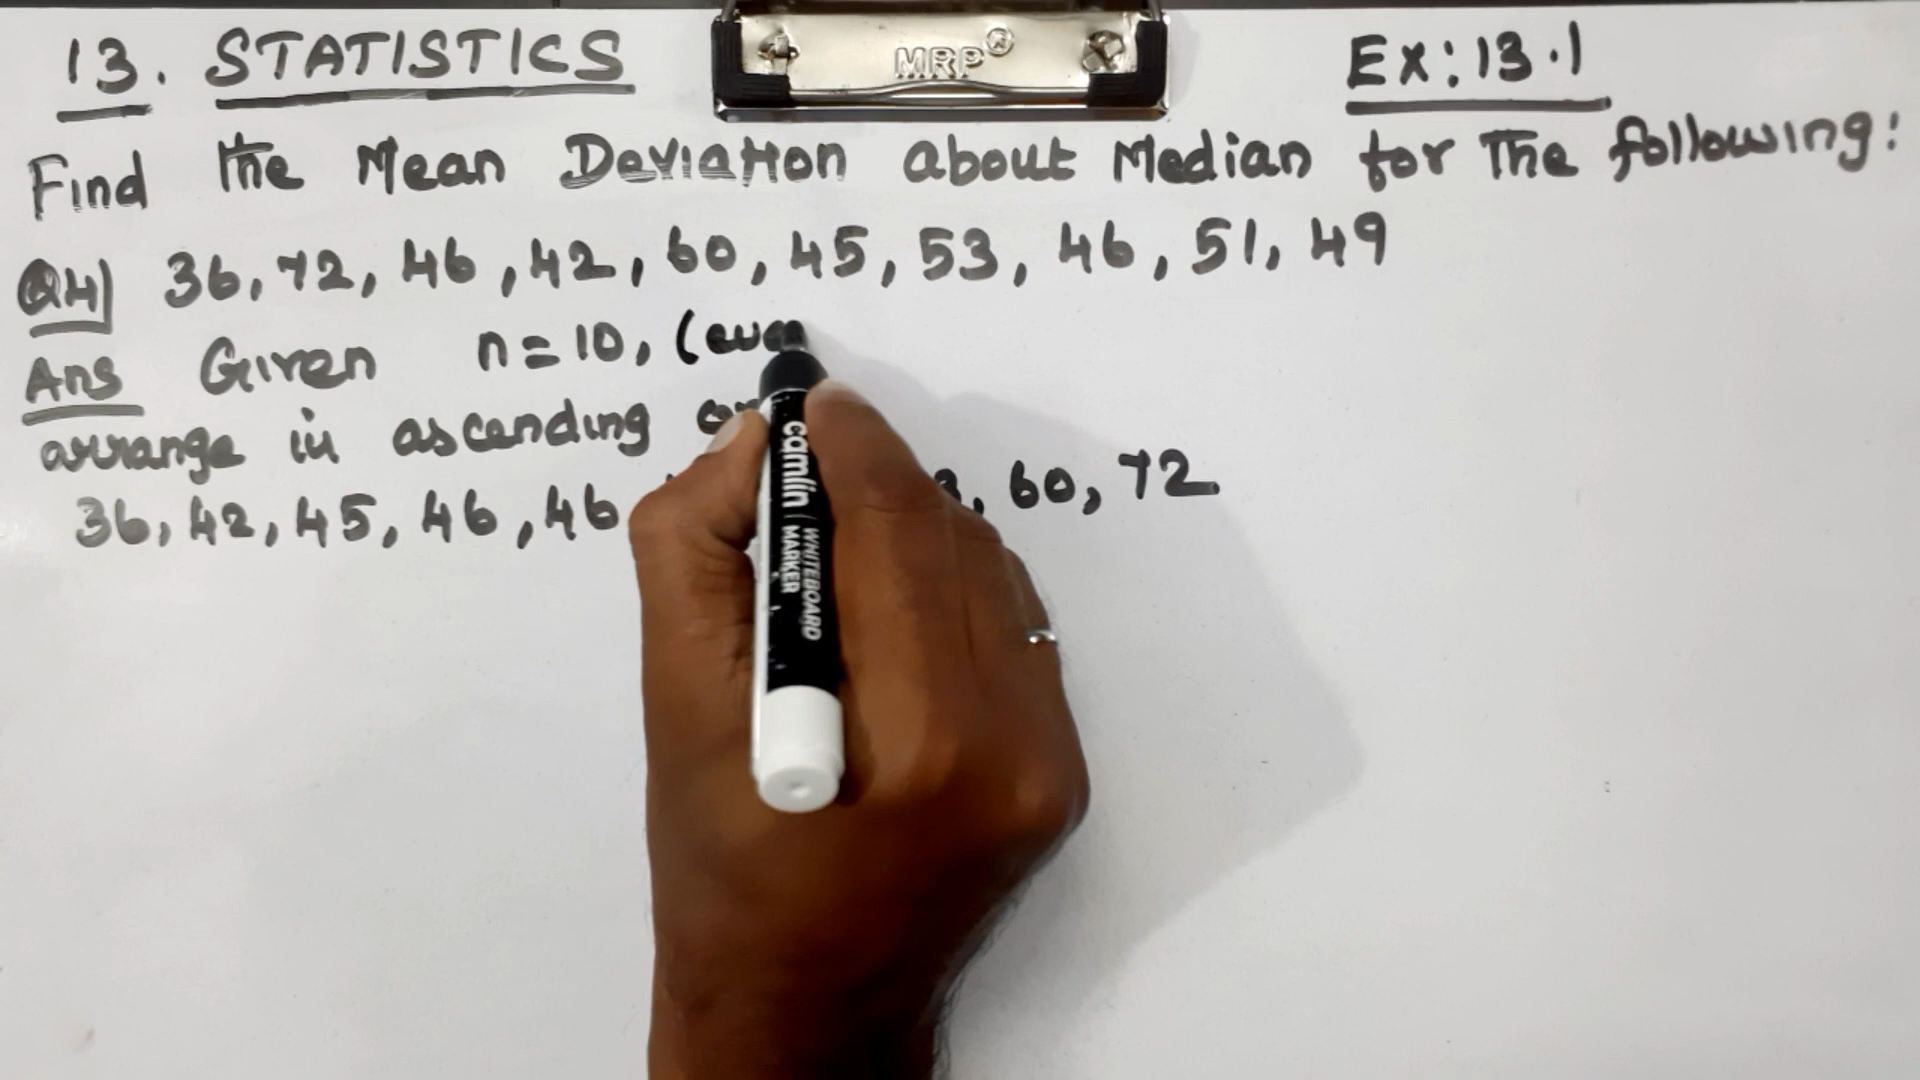 MRP®
13. STATISTICS
Ex: 13.1
Find the Mean Deviation about Median for The following:
Q4) 36, 72, 46, 42, 60, 45, 53, 46, 51, 49
Ans Given n = 10, (eve
arrange in ascending
36, 42, 45, 46, 46 , 60, 72
camlin WHITEBOARD
MARKER